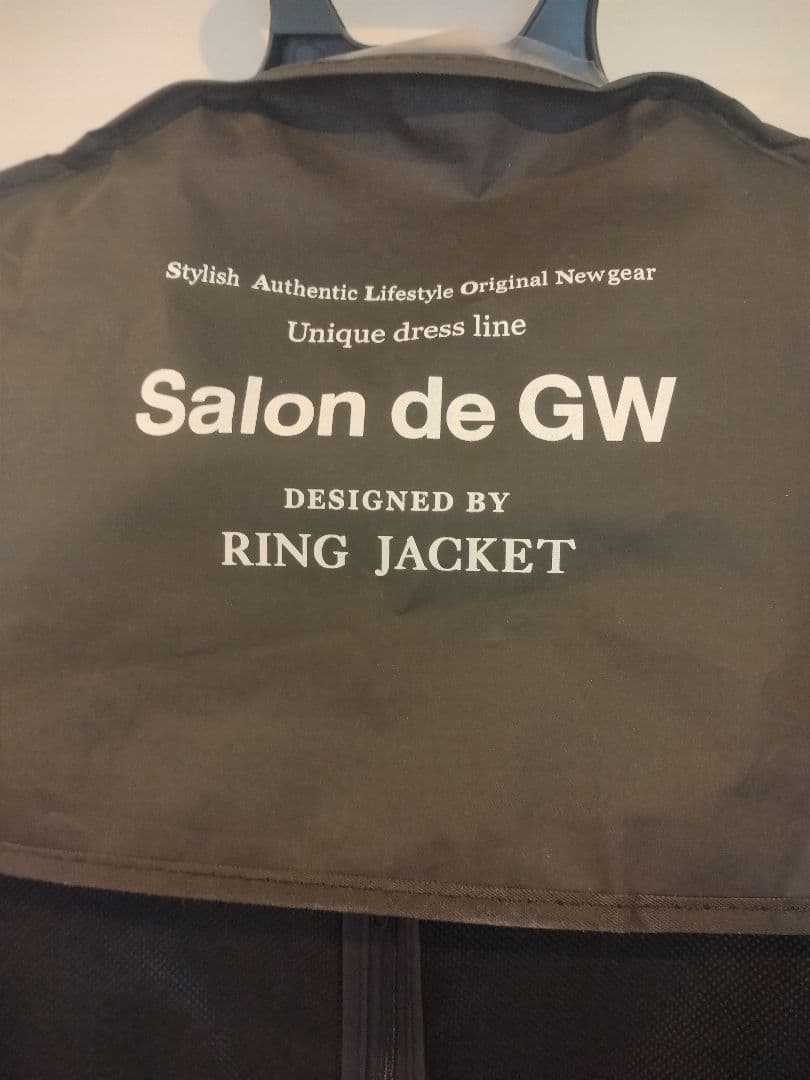 Stylish Authentic Lifestyle Original Newgear
Unique dress line
Salon de GW
DESIGNED BY
RING JACKET